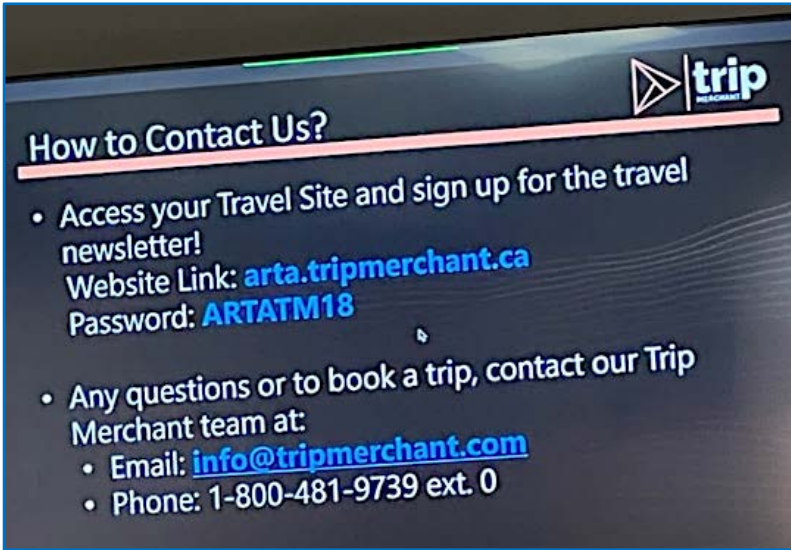 trip
MERCHANT
How to Contact Us?
• Access your Travel Site and sign up for the travel
newsletter!
Website Link: arta.tripmerchant.ca
Password: ARTATM18
• Any questions or to book a trip, contact our Trip
Merchant team at:
• Email: info@tripmerchant.com
• Phone: 1-800-481-9739 ext. 0